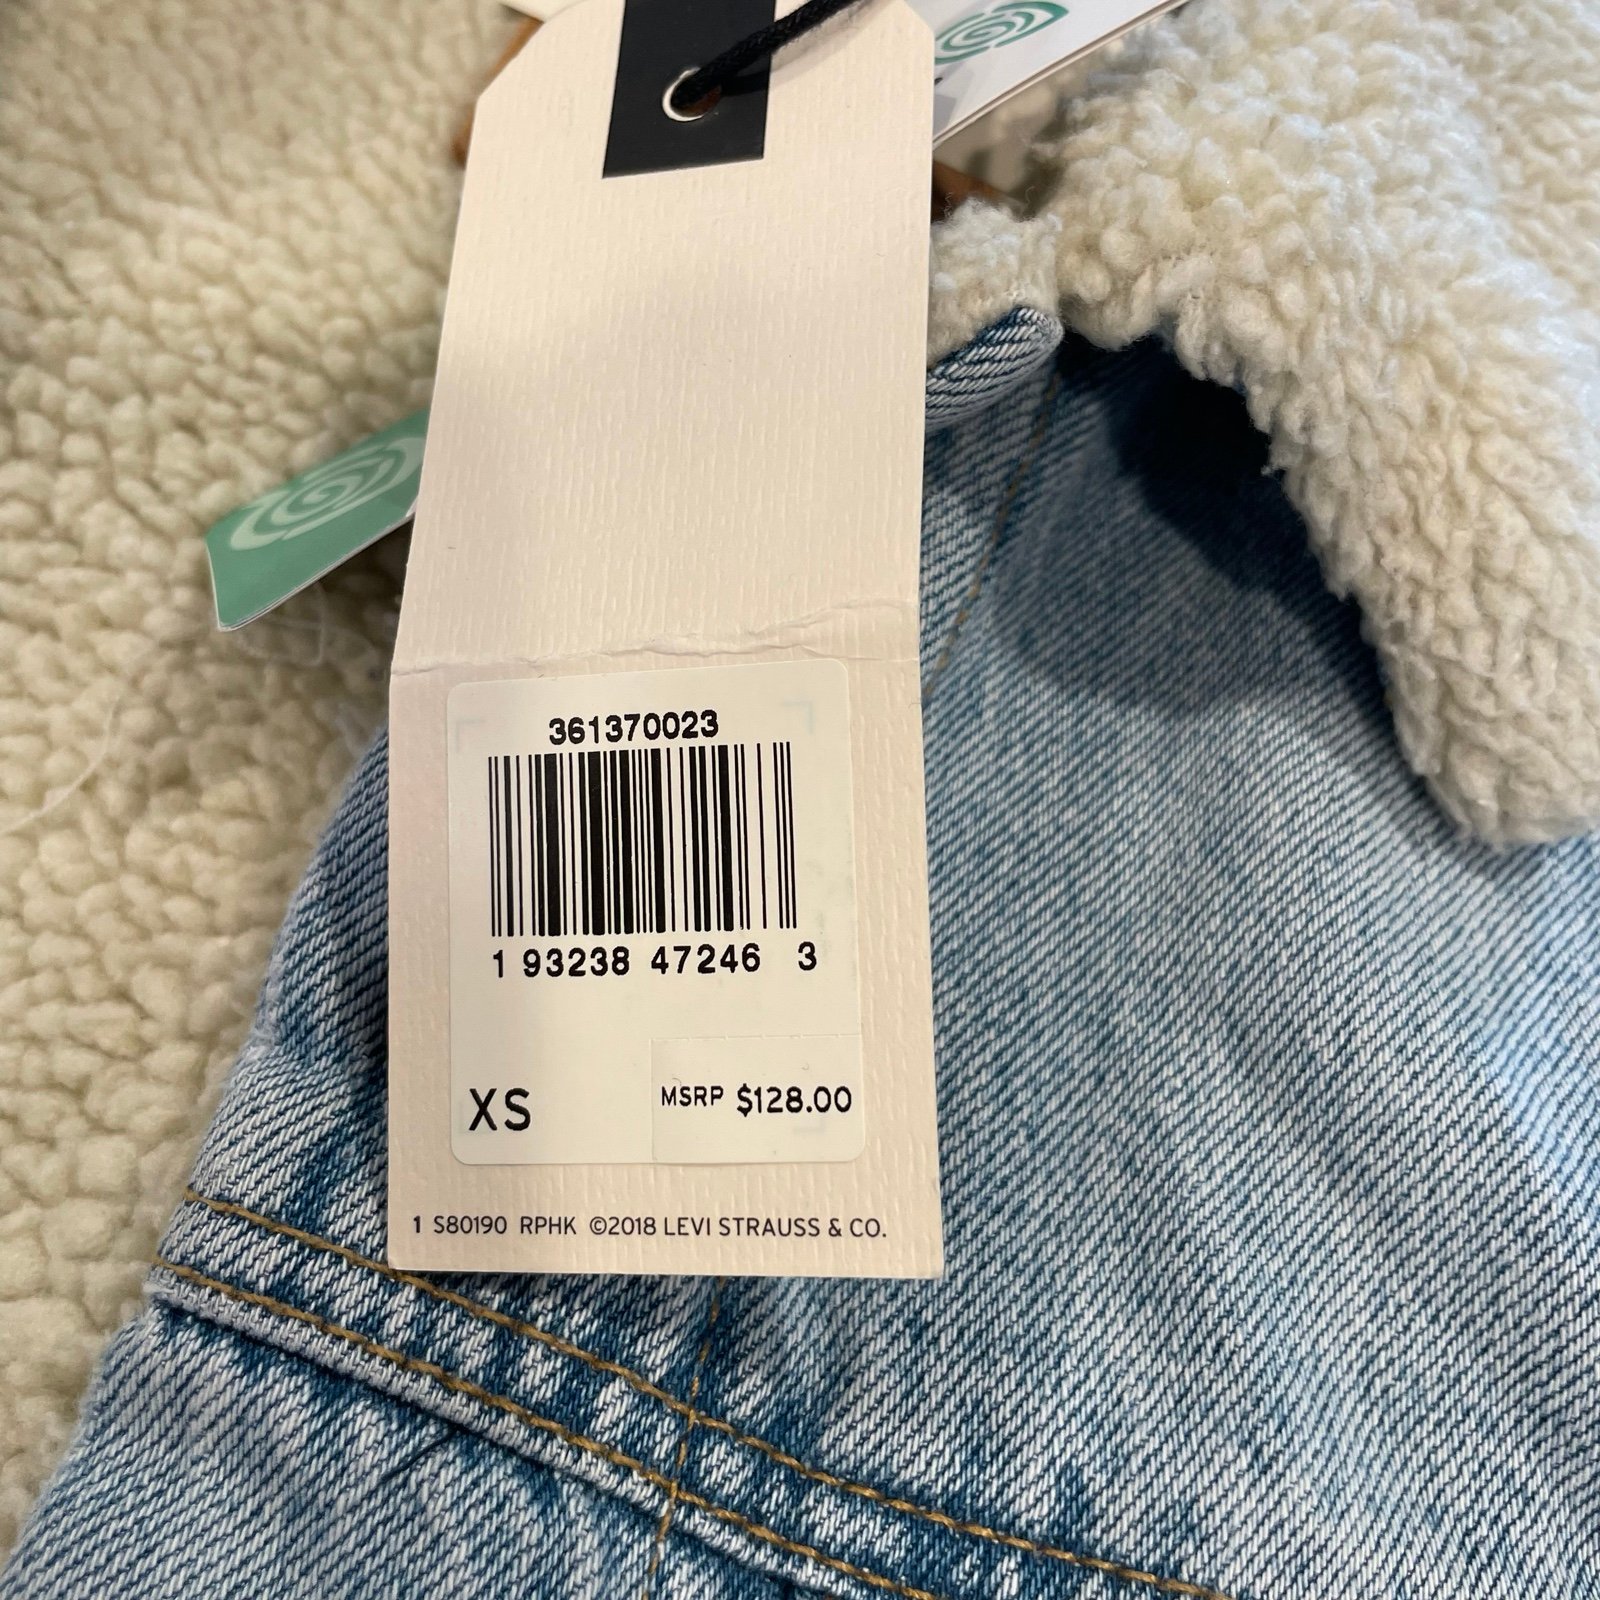 361370023
1 93238 47246 3
XS
MSRP $128.00
1 S80190 RPHK ©2018 LEVI STRAUSS & CO.